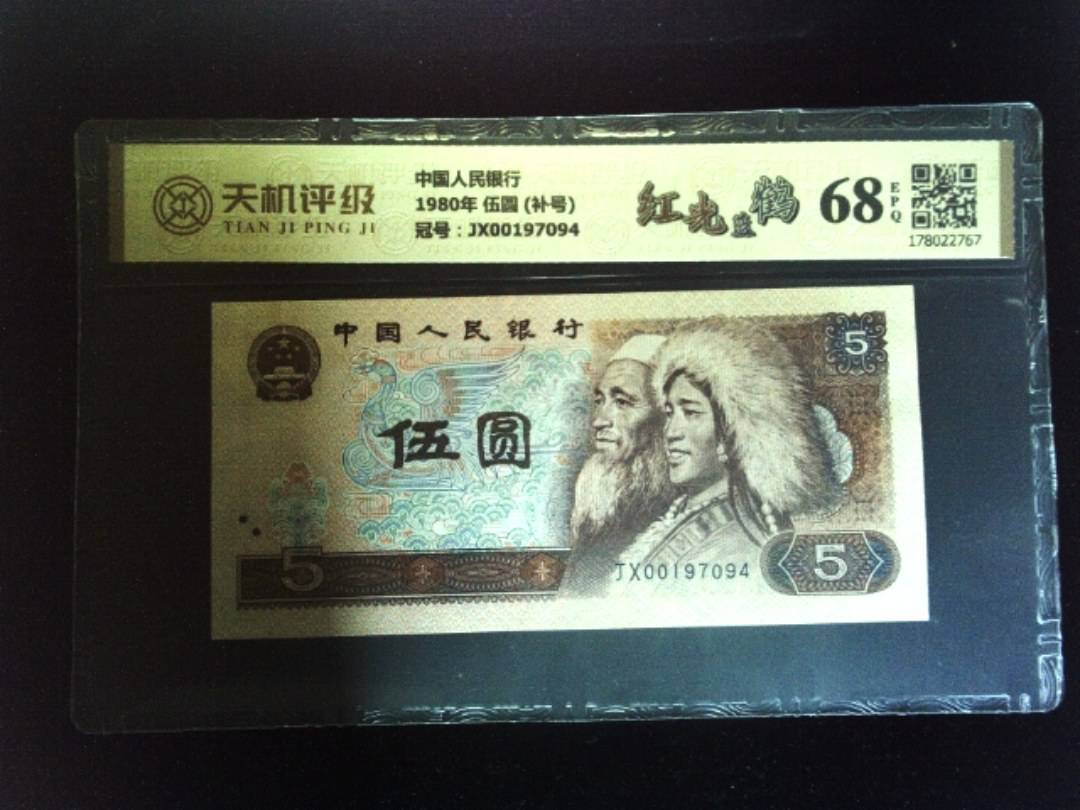 天机评级
TIAN JI PING JI
中国人民银行
1980年 伍圆 (补号)
冠号：JX00197094
红光蓝鹤
68
EPQ
178022767
中国人民银行
5
伍圆
5
JX00197094
5